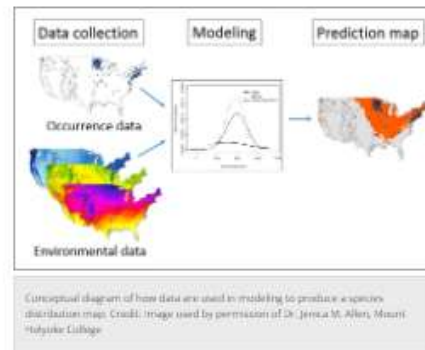 Data collection
Modeling
Prediction map
Occurrence data
Environmental data
Conceptual diagram of how data are used in modeling to produce a species
distribution map. Credit: Image used by permission of Dr. Jenica M. Allen, Mount
Holyoke College